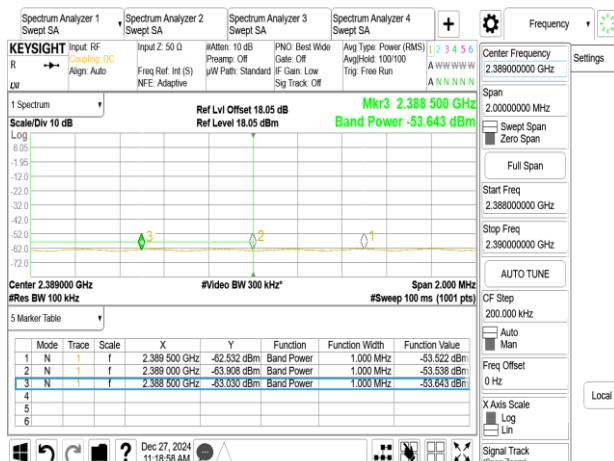 Spectrum Analyzer 1
Swept SA
Spectrum Analyzer 2
Swept SA
Spectrum Analyzer 3
Swept SA
Spectrum Analyzer 4
Swept SA
+
Frequency
Settings
KEYSIGHT
R
Input: RF
Coupling: DC
Align: Auto
Input Z: 50 Ω
Freq Ref: Int (S)
NFE: Adaptive
#Atten: 10 dB
Preamp: Off
µW Path: Standard
PNO: Best Wide
Gate: Off
IF Gain: Low
Sig Track: Off
Avg Type: Power (RMS)
Avg|Hold: 100/100
Trig: Free Run
1 2 3 4 5 6
A W W W W W
A N N N N N
1 Spectrum
Scale/Div 10 dB
Ref Lvl Offset 18.05 dB
Ref Level 18.05 dBm
Mkr3 2.388 500 GHz
Band Power -53.643 dBm
Log
8.05
-1.95
-12.0
-22.0
-32.0
-42.0
-52.0
-62.0
-72.0
3
2
1
Center 2.389000 GHz
#Video BW 300 kHz*
Span 2.000 MHz
#Res BW 100 kHz
#Sweep 100 ms (1001 pts)
5 Marker Table
Mode Trace Scale X Y Function Function Width Function Value
1 N 1 f 2.389 500 GHz -62.532 dBm Band Power 1.000 MHz -53.522 dBm
2 N 1 f 2.389 000 GHz -63.908 dBm Band Power 1.000 MHz -53.538 dBm
3 N 1 f 2.388 500 GHz -63.030 dBm Band Power 1.000 MHz -53.643 dBm
4
5
6
?
Dec 27, 2024
11:18:58 AM
Center Frequency
2.389000000 GHz
Span
2.00000000 MHz
Swept Span
Zero Span
Full Span
Start Freq
2.388000000 GHz
Stop Freq
2.390000000 GHz
AUTO TUNE
CF Step
200.000 kHz
Auto
Man
Freq Offset
0 Hz
X Axis Scale
Log
Lin
Signal Track
Local